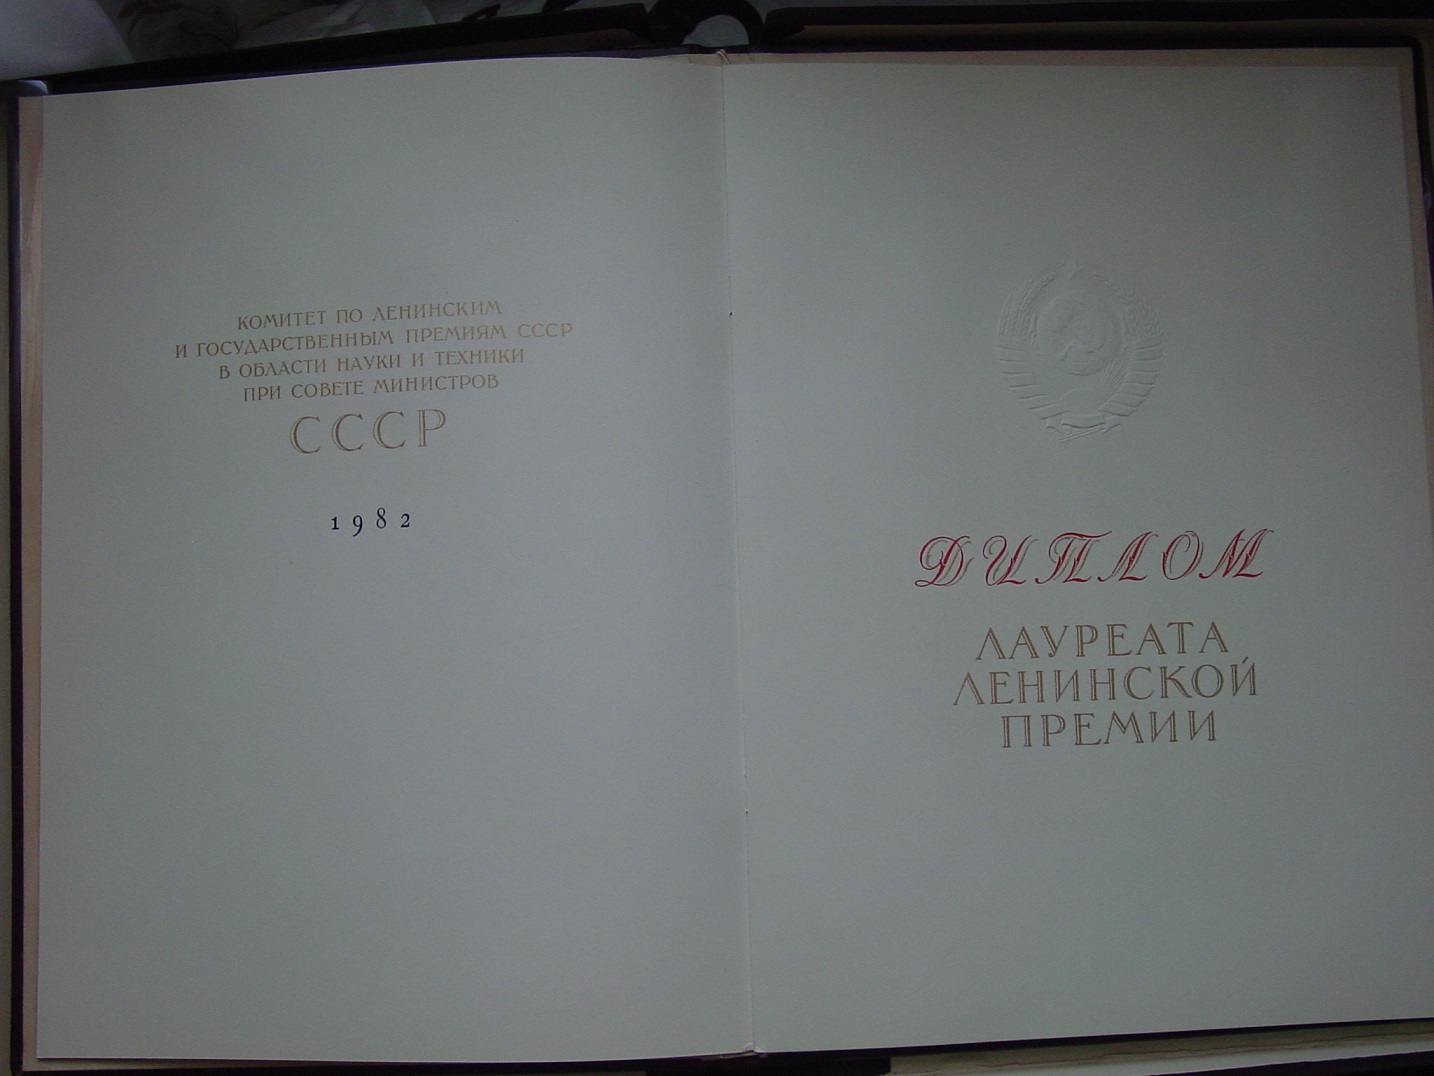 КОМИТЕТ ПО ЛЕНИНСКИМ
И ГОСУДАРСТВЕННЫМ ПРЕМИЯМ СССР
В ОБЛАСТИ НАУКИ И ТЕХНИКИ
ПРИ СОВЕТЕ МИНИСТРОВ
СССР
1982
ДИПЛОМ
ЛАУРЕАТА
ЛЕНИНСКОЙ
ПРЕМИИ